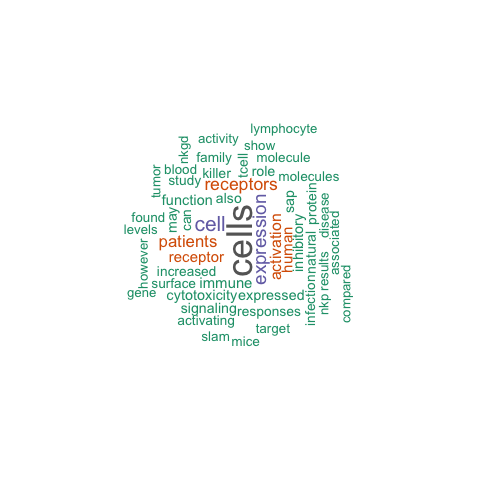 lymphocyte
activity
show
nkgd
family
tcell
molecule
blood
killer
role
molecules
tumor
study
receptors
function
also
sap
protein
found
may
can
cell
cells
expression
activation
human
inhibitory
disease
associated
levels
patients
receptor
however
increased
natural
results
surface
immune
gene
cytotoxicity
expressed
infection
nkp
compared
signaling
responses
activating
target
slam
mice